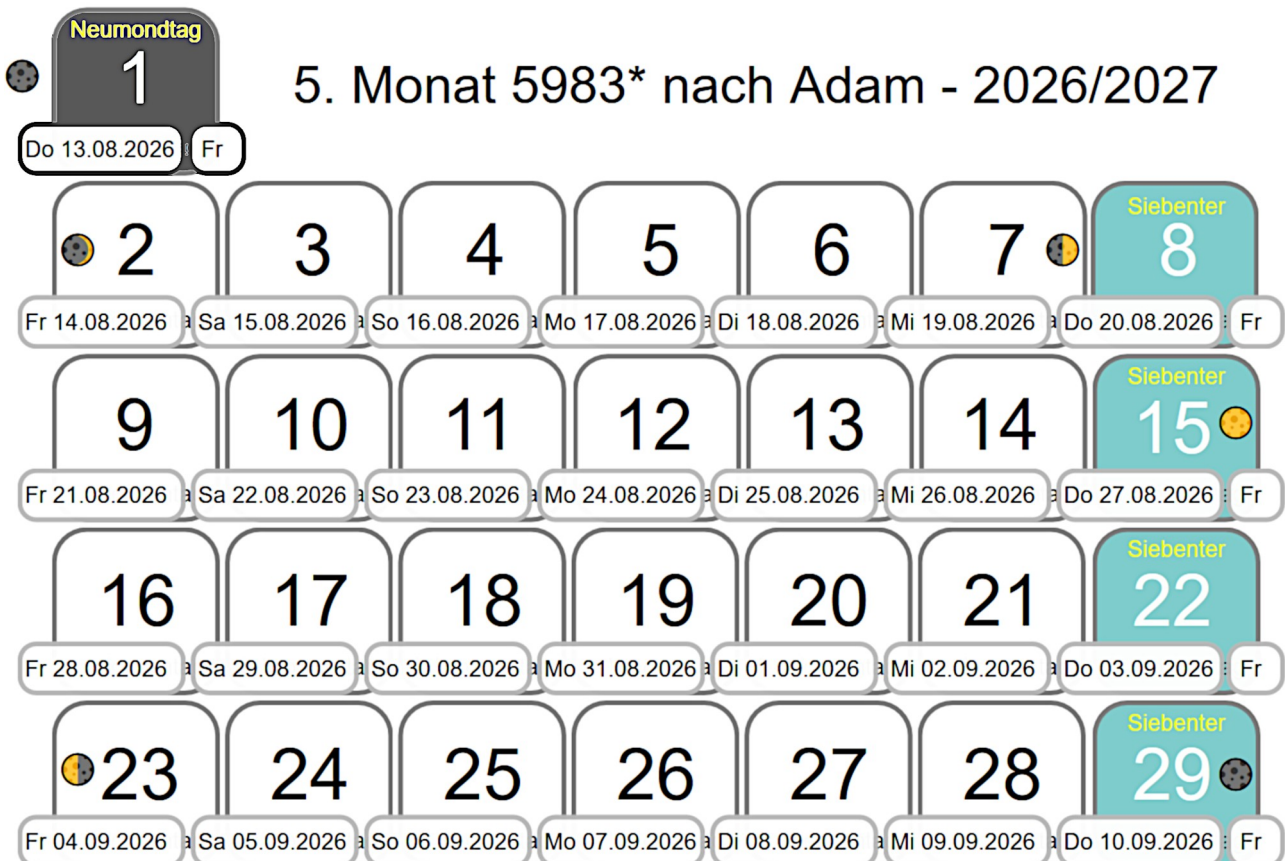 Neumondtag
1
5. Monat 5983* nach Adam - 2026/2027
Do 13.08.2026 Fr
2 3 4 5 6 7 Siebenter 8
Fr 14.08.2026 Sa 15.08.2026 So 16.08.2026 Mo 17.08.2026 Di 18.08.2026 Mi 19.08.2026 Do 20.08.2026 Fr
9 10 11 12 13 14 Siebenter 15
Fr 21.08.2026 Sa 22.08.2026 So 23.08.2026 Mo 24.08.2026 Di 25.08.2026 Mi 26.08.2026 Do 27.08.2026 Fr
16 17 18 19 20 21 Siebenter 22
Fr 28.08.2026 Sa 29.08.2026 So 30.08.2026 Mo 31.08.2026 Di 01.09.2026 Mi 02.09.2026 Do 03.09.2026 Fr
23 24 25 26 27 28 Siebenter 29
Fr 04.09.2026 Sa 05.09.2026 So 06.09.2026 Mo 07.09.2026 Di 08.09.2026 Mi 09.09.2026 Do 10.09.2026 Fr